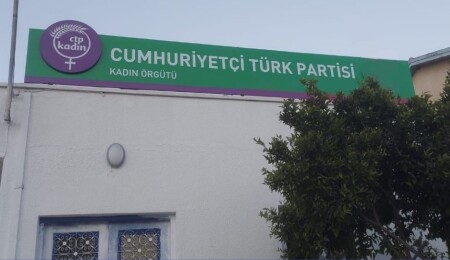 ctp
kadın
CUMHURİYETÇİ TÜRK PARTİSİ
KADIN ÖRGÜTÜ